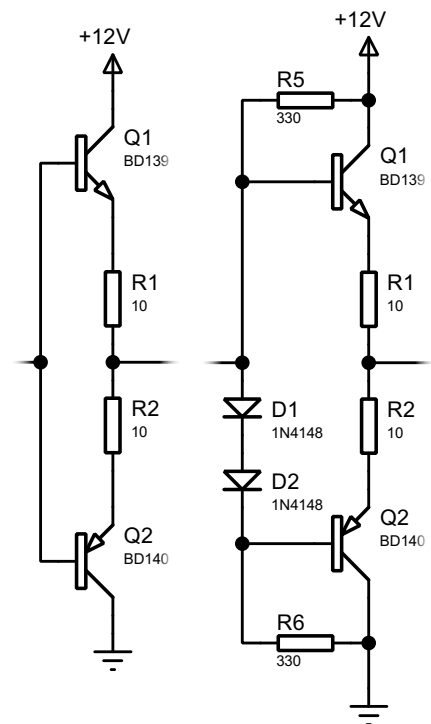 +12V
Q1
BD139
R1
10
R2
10
Q2
BD140
+12V
R5
330
Q1
BD139
R1
10
D1
1N4148
R2
10
D2
1N4148
Q2
BD140
R6
330